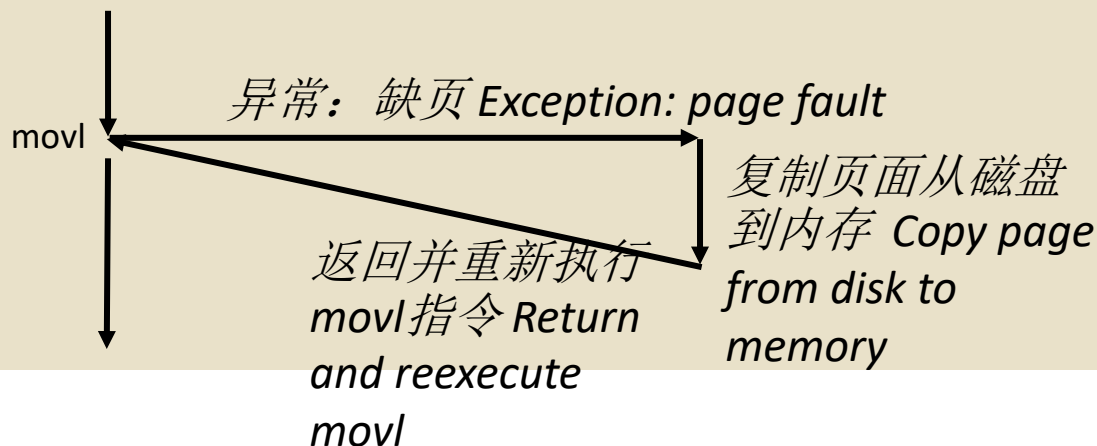 异常：缺页 Exception: page fault
movl
复制页面从磁盘
到内存 Copy page
from disk to
memory
返回并重新执行
movl指令 Return
and reexecute
movl